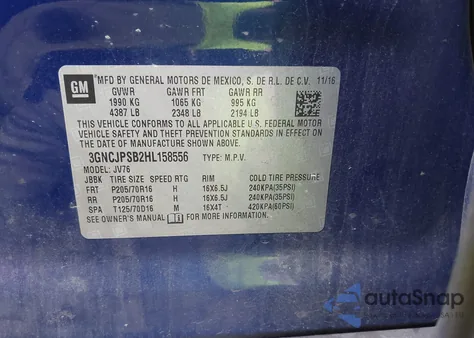 GM
MFD BY GENERAL MOTORS DE MEXICO, S. DE R.L. DE C.V. 11/16
GVWR GAWR FRT GAWR RR
1990 KG 1065 KG 995 KG
4387 LB 2348 LB 2194 LB
THIS VEHICLE CONFORMS TO ALL APPLICABLE U.S. FEDERAL MOTOR
VEHICLE SAFETY AND THEFT PREVENTION STANDARDS IN EFFECT ON
THE DATE OF MANUFACTURE SHOWN ABOVE.
3GNCJPSB2HL158556 TYPE: M.P.V.
MODEL: JV76
JBBK TIRE SIZE SPEED RTG RIM COLD TIRE PRESSURE
FRT P205/70R16 H 16X6.5J 240KPA(35PSI)
RR P205/70R16 H 16X6.5J 240KPA(35PSI)
SPA T125/70D16 M 16X4T 420KPA(60PSI)
SEE OWNER'S MANUAL i FOR MORE INFORMATION.
autoSnap